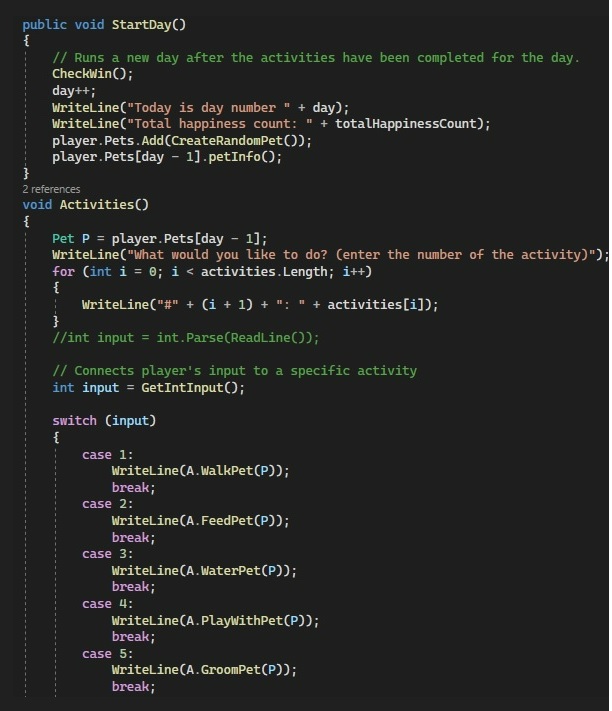 public void StartDay()
{
// Runs a new day after the activities have been completed for the day.
CheckWin();
day++;
WriteLine("Today is day number " + day);
WriteLine("Total happiness count: " + totalHappinessCount);
player.Pets.Add(CreateRandomPet());
player.Pets[day - 1].petInfo();
}
2 references
void Activities()
{
Pet P = player.Pets[day - 1];
WriteLine("What would you like to do? (enter the number of the activity)");
for (int i = 0; i < activities.Length; i++)
{
WriteLine("#" + (i + 1) + ": " + activities[i]);
}
//int input = int.Parse(ReadLine());
// Connects player's input to a specific activity
int input = GetIntInput();
switch (input)
{
case 1:
WriteLine(A.WalkPet(P));
break;
case 2:
WriteLine(A.FeedPet(P));
break;
case 3:
WriteLine(A.WaterPet(P));
break;
case 4:
WriteLine(A.PlayWithPet(P));
break;
case 5:
WriteLine(A.GroomPet(P));
break;